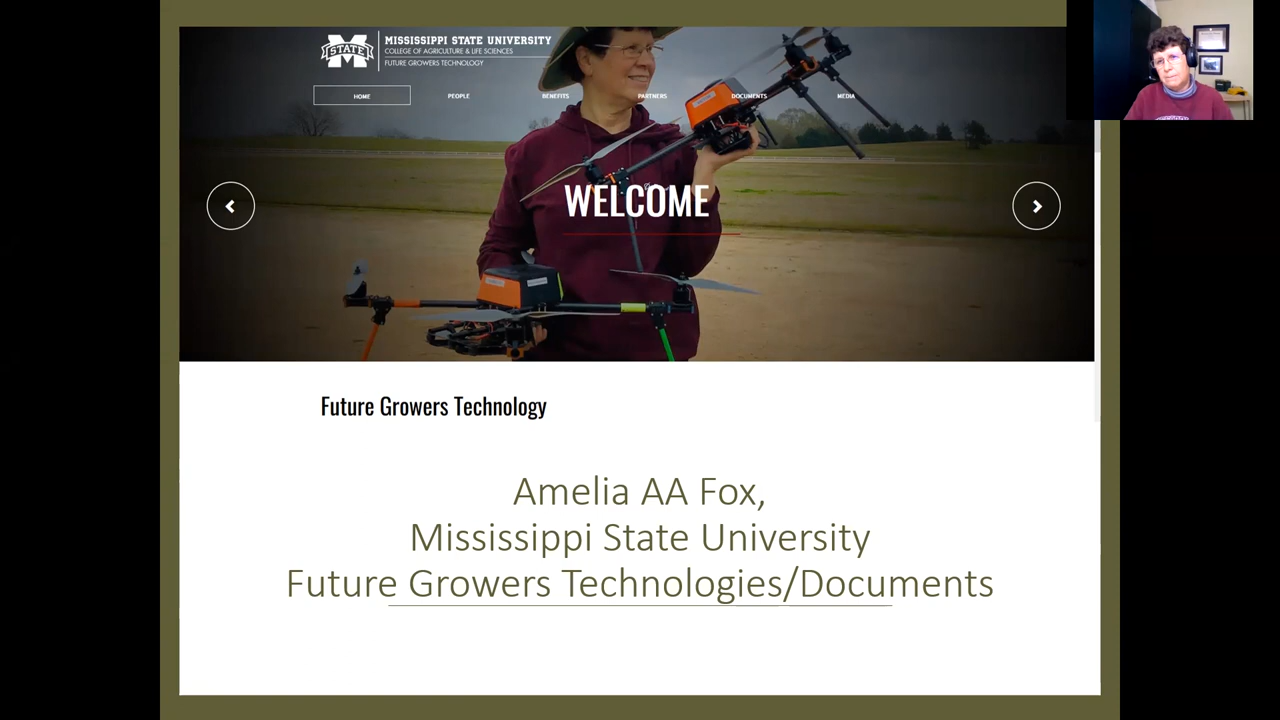 STATE
MISSISSIPPI STATE UNIVERSITY
COLLEGE OF AGRICULTURE & LIFE SCIENCES
FUTURE GROWERS TECHNOLOGY
HOME PEOPLE BENEFITS PARTNERS DOCUMENTS MEDIA
WELCOME
Future Growers Technology
Amelia AA Fox,
Mississippi State University
Future Growers Technologies/Documents